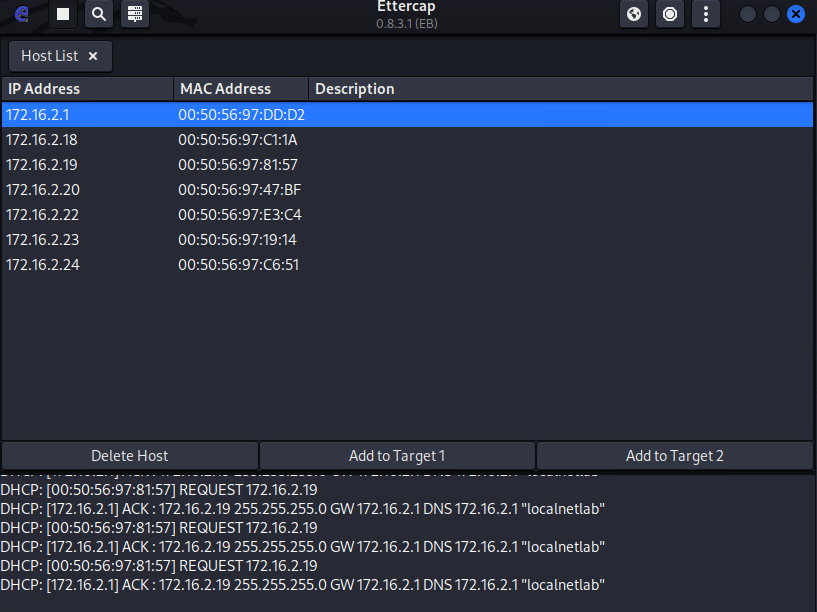 Ettercap
0.8.3.1 (EB)
Host List ×
IP Address MAC Address Description
172.16.2.1 00:50:56:97:DD:D2
172.16.2.18 00:50:56:97:C1:1A
172.16.2.19 00:50:56:97:81:57
172.16.2.20 00:50:56:97:47:BF
172.16.2.22 00:50:56:97:E3:C4
172.16.2.23 00:50:56:97:19:14
172.16.2.24 00:50:56:97:C6:51
Delete Host Add to Target 1 Add to Target 2
DHCP: [00:50:56:97:81:57] REQUEST 172.16.2.19
DHCP: [172.16.2.1] ACK : 172.16.2.19 255.255.255.0 GW 172.16.2.1 DNS 172.16.2.1 "localnetlab"
DHCP: [00:50:56:97:81:57] REQUEST 172.16.2.19
DHCP: [172.16.2.1] ACK : 172.16.2.19 255.255.255.0 GW 172.16.2.1 DNS 172.16.2.1 "localnetlab"
DHCP: [00:50:56:97:81:57] REQUEST 172.16.2.19
DHCP: [172.16.2.1] ACK : 172.16.2.19 255.255.255.0 GW 172.16.2.1 DNS 172.16.2.1 "localnetlab"